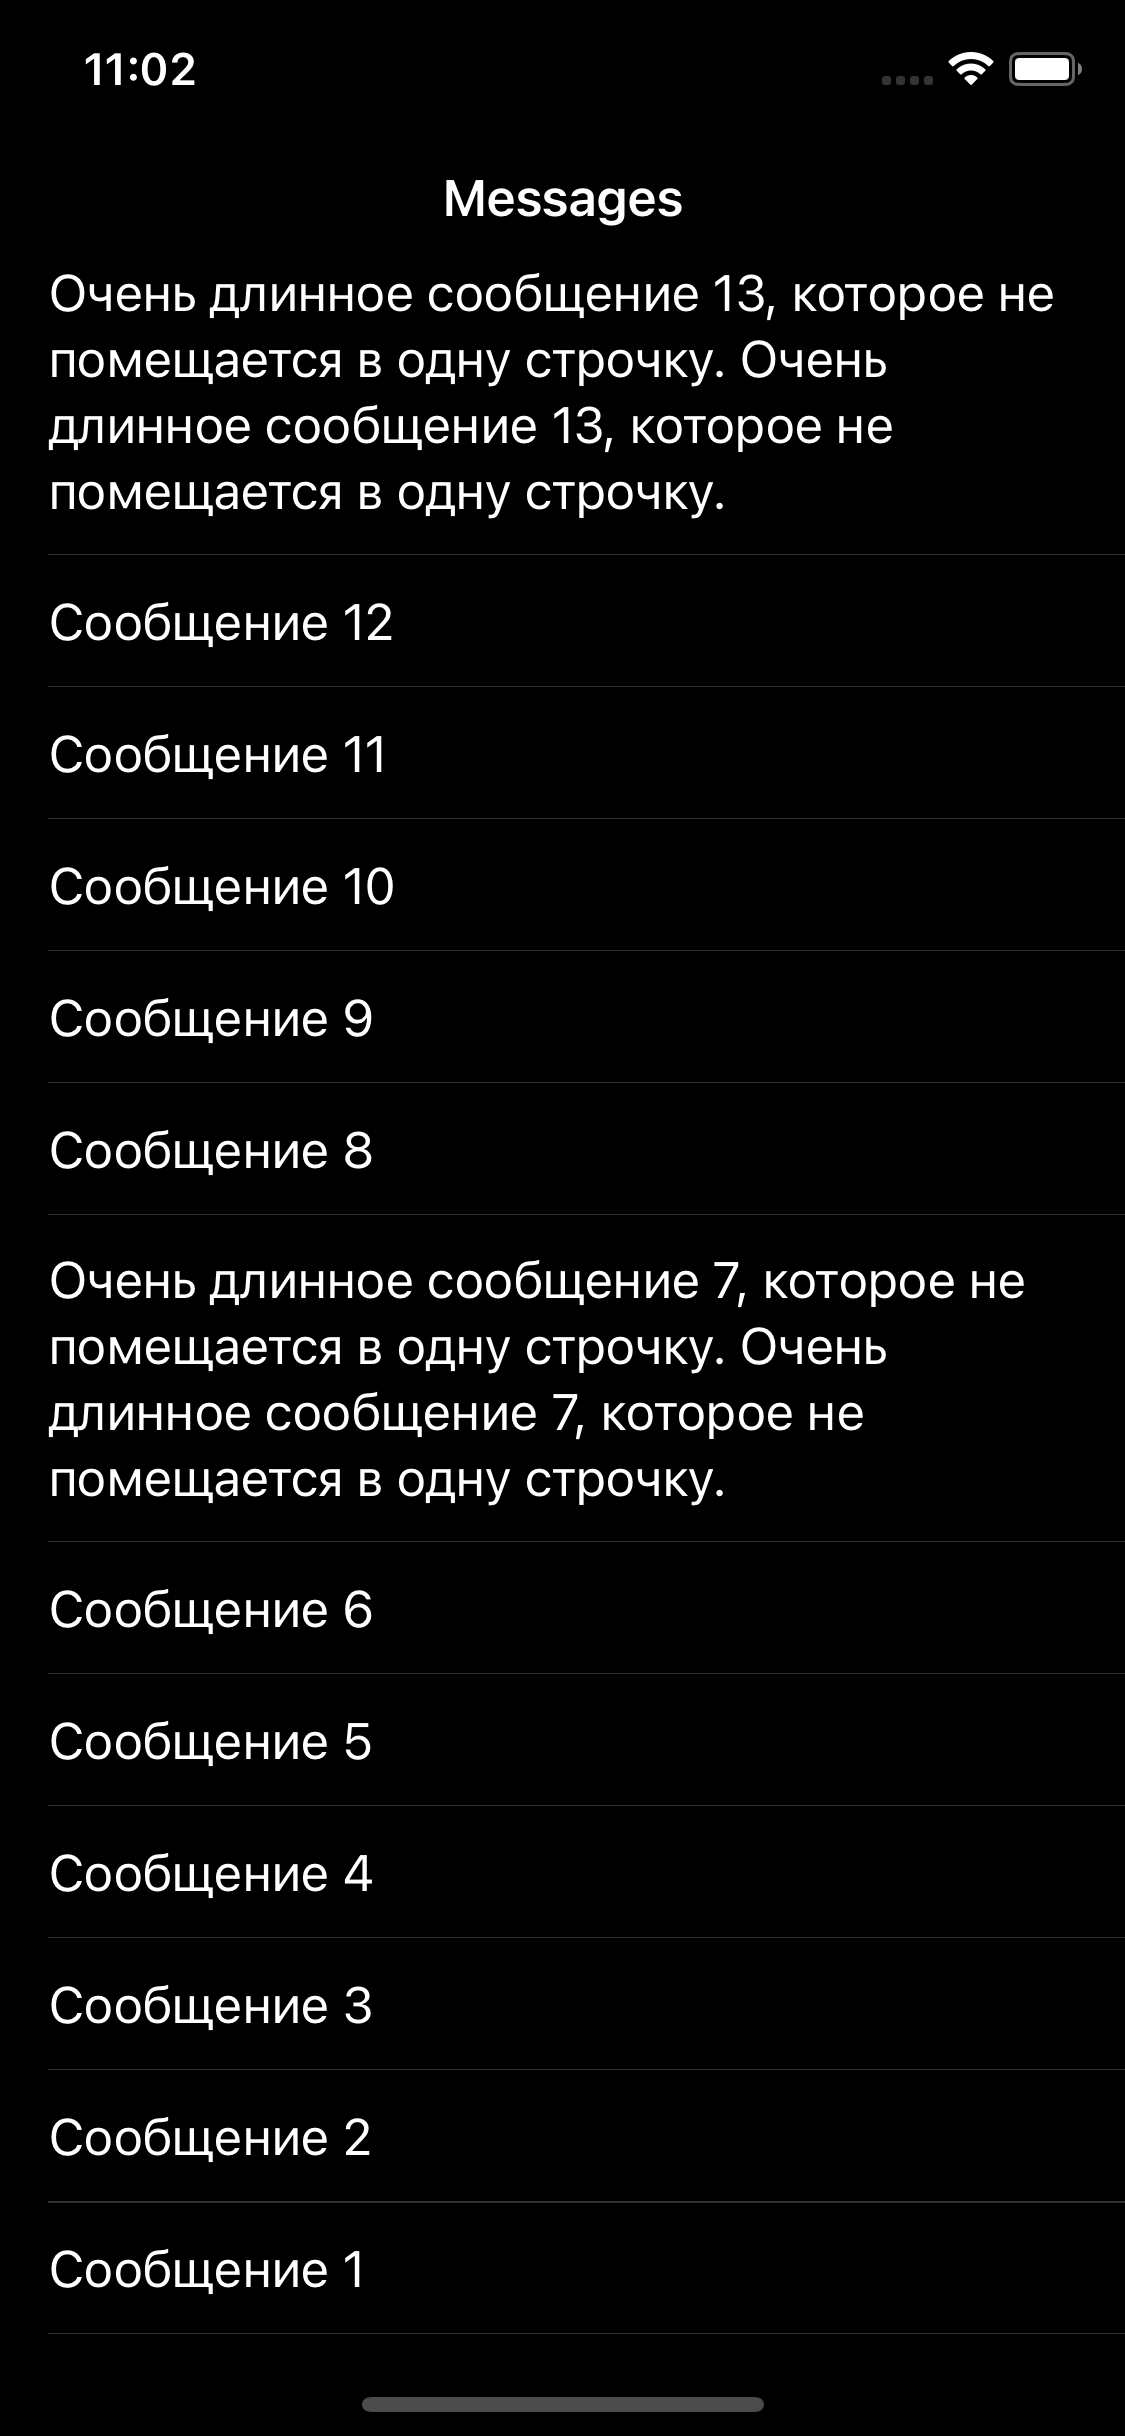 11:02
Messages
Очень длинное сообщение 13, которое не
помещается в одну строчку. Очень
длинное сообщение 13, которое не
помещается в одну строчку.
Сообщение 12
Сообщение 11
Сообщение 10
Сообщение 9
Сообщение 8
Очень длинное сообщение 7, которое не
помещается в одну строчку. Очень
длинное сообщение 7, которое не
помещается в одну строчку.
Сообщение 6
Сообщение 5
Сообщение 4
Сообщение 3
Сообщение 2
Сообщение 1